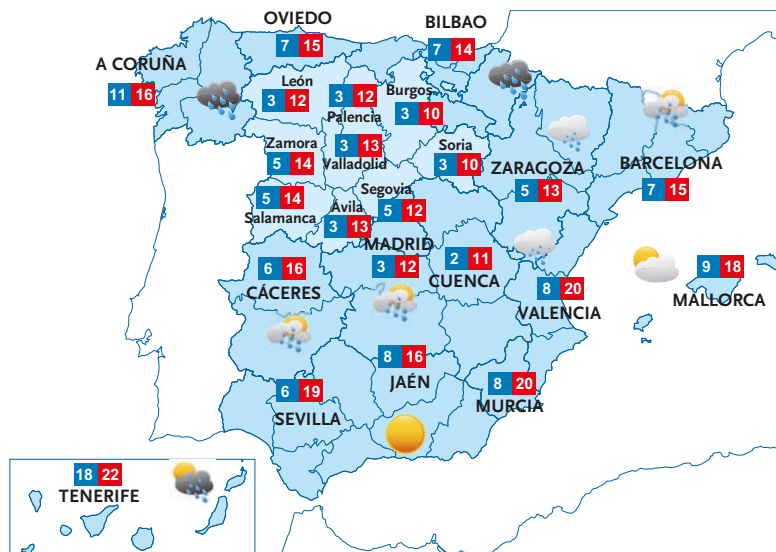 OVIEDO
7 15
BILBAO
7 14
A CORUÑA
11 16
León
3 12
3 12
Palencia
Burgos
3 10
Zamora
5 14
3 13
Valladolid
Soria
3 10
ZARAGOZA
5 13
BARCELONA
7 15
5 14
Salamanca
Ávila
3 13
Segovia
5 12
MADRID
3 12
2 11
CUENCA
6 16
CÁCERES
8 20
VALENCIA
9 18
MALLORCA
8 16
JAÉN
6 19
SEVILLA
8 20
MURCIA
18 22
TENERIFE